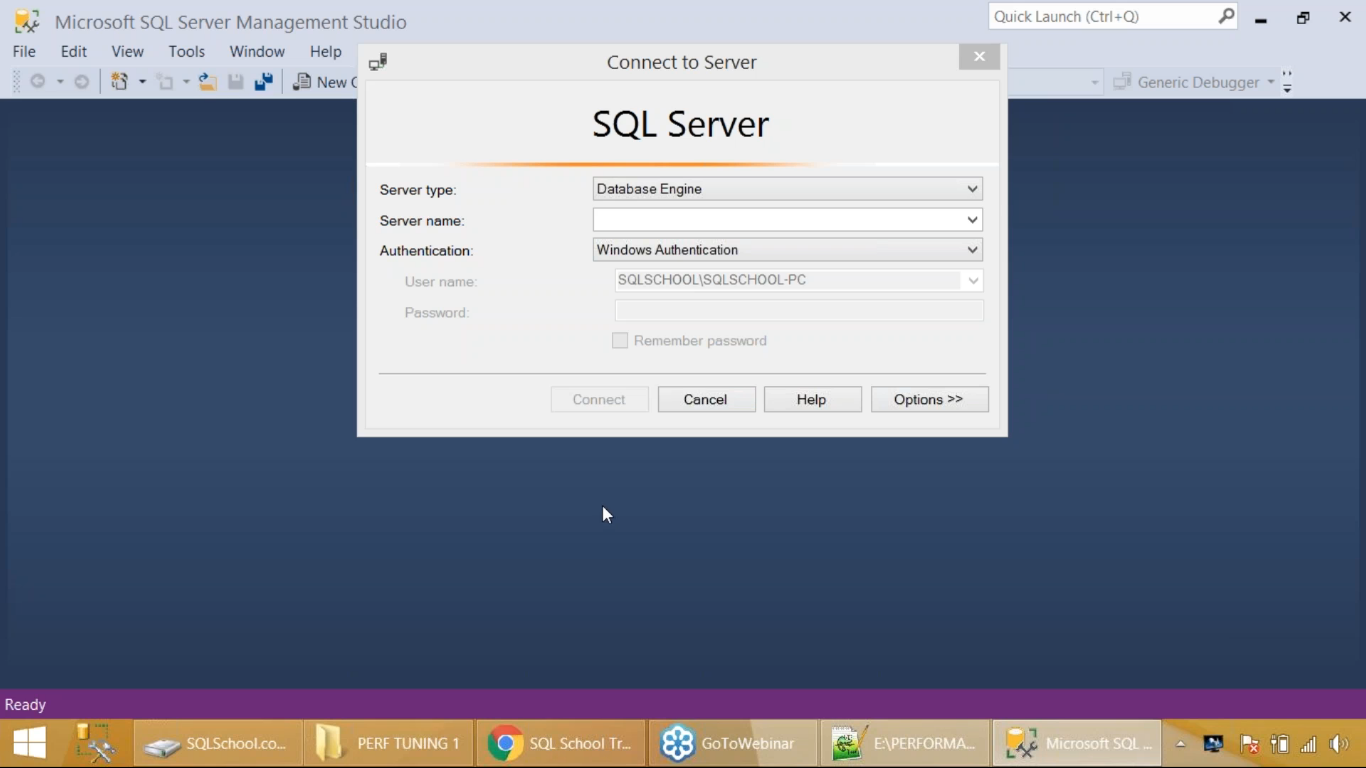 Microsoft SQL Server Management Studio
Quick Launch (Ctrl+Q)
File Edit View Tools Window Help
Connect to Server
New
Generic Debugger
SQL Server
Server type: Database Engine
Server name:
Authentication: Windows Authentication
User name: SQLSCHOOL\SQLSCHOOL-PC
Password:
Remember password
Connect Cancel Help Options >>
Ready
SQLSchool.co... PERF TUNING 1 SQL School Tr... GoToWebinar E:\PERFORMA... Microsoft SQL ...